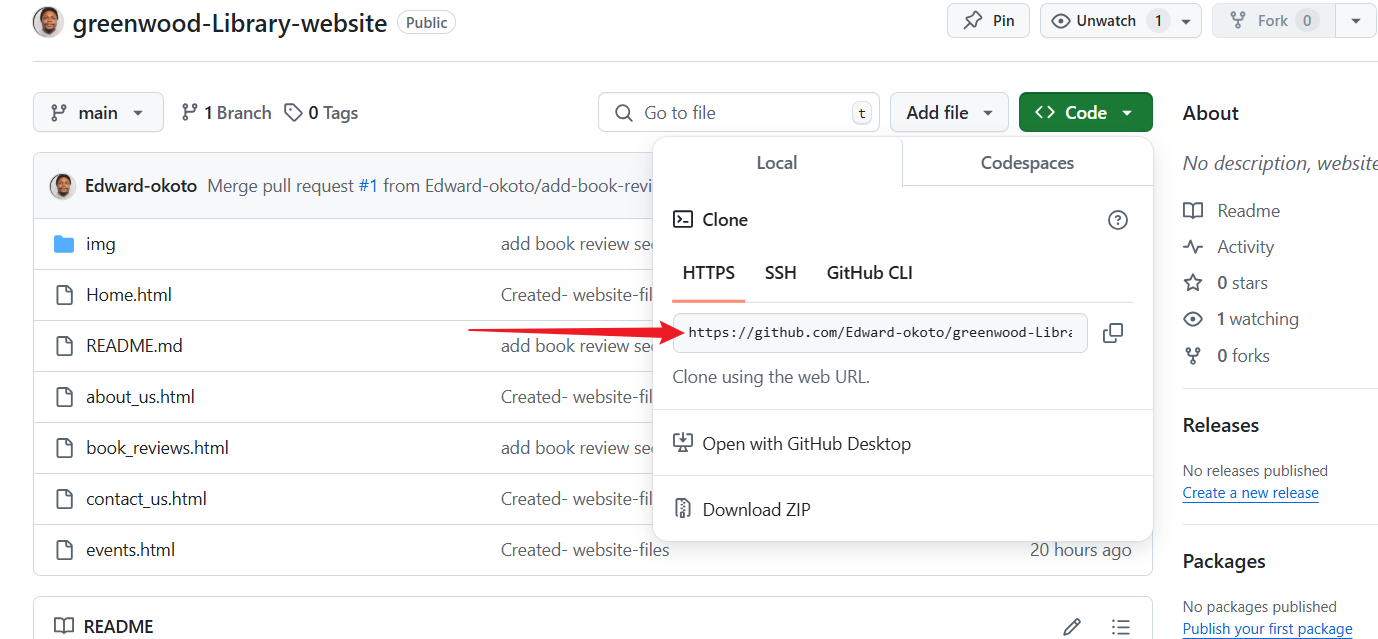 greenwood-Library-website Public Pin Unwatch 1 Fork 0
main 1 Branch 0 Tags Go to file t Add file Code
Local Codespaces
Clone
HTTPS SSH GitHub CLI
https://github.com/Edward-okoto/greenwood-Libra
Clone using the web URL.
Open with GitHub Desktop
Download ZIP
Edward-okoto Merge pull request #1 from Edward-okoto/add-book-revi
img add book review sec
Home.html Created- website-fil
README.md add book review sec
about_us.html Created- website-fil
book_reviews.html add book review sec
contact_us.html Created- website-fil
events.html Created- website-files 20 hours ago
README
About
No description, website
Readme
Activity
0 stars
1 watching
0 forks
Releases
No releases published
Create a new release
Packages
No packages published
Publish your first package